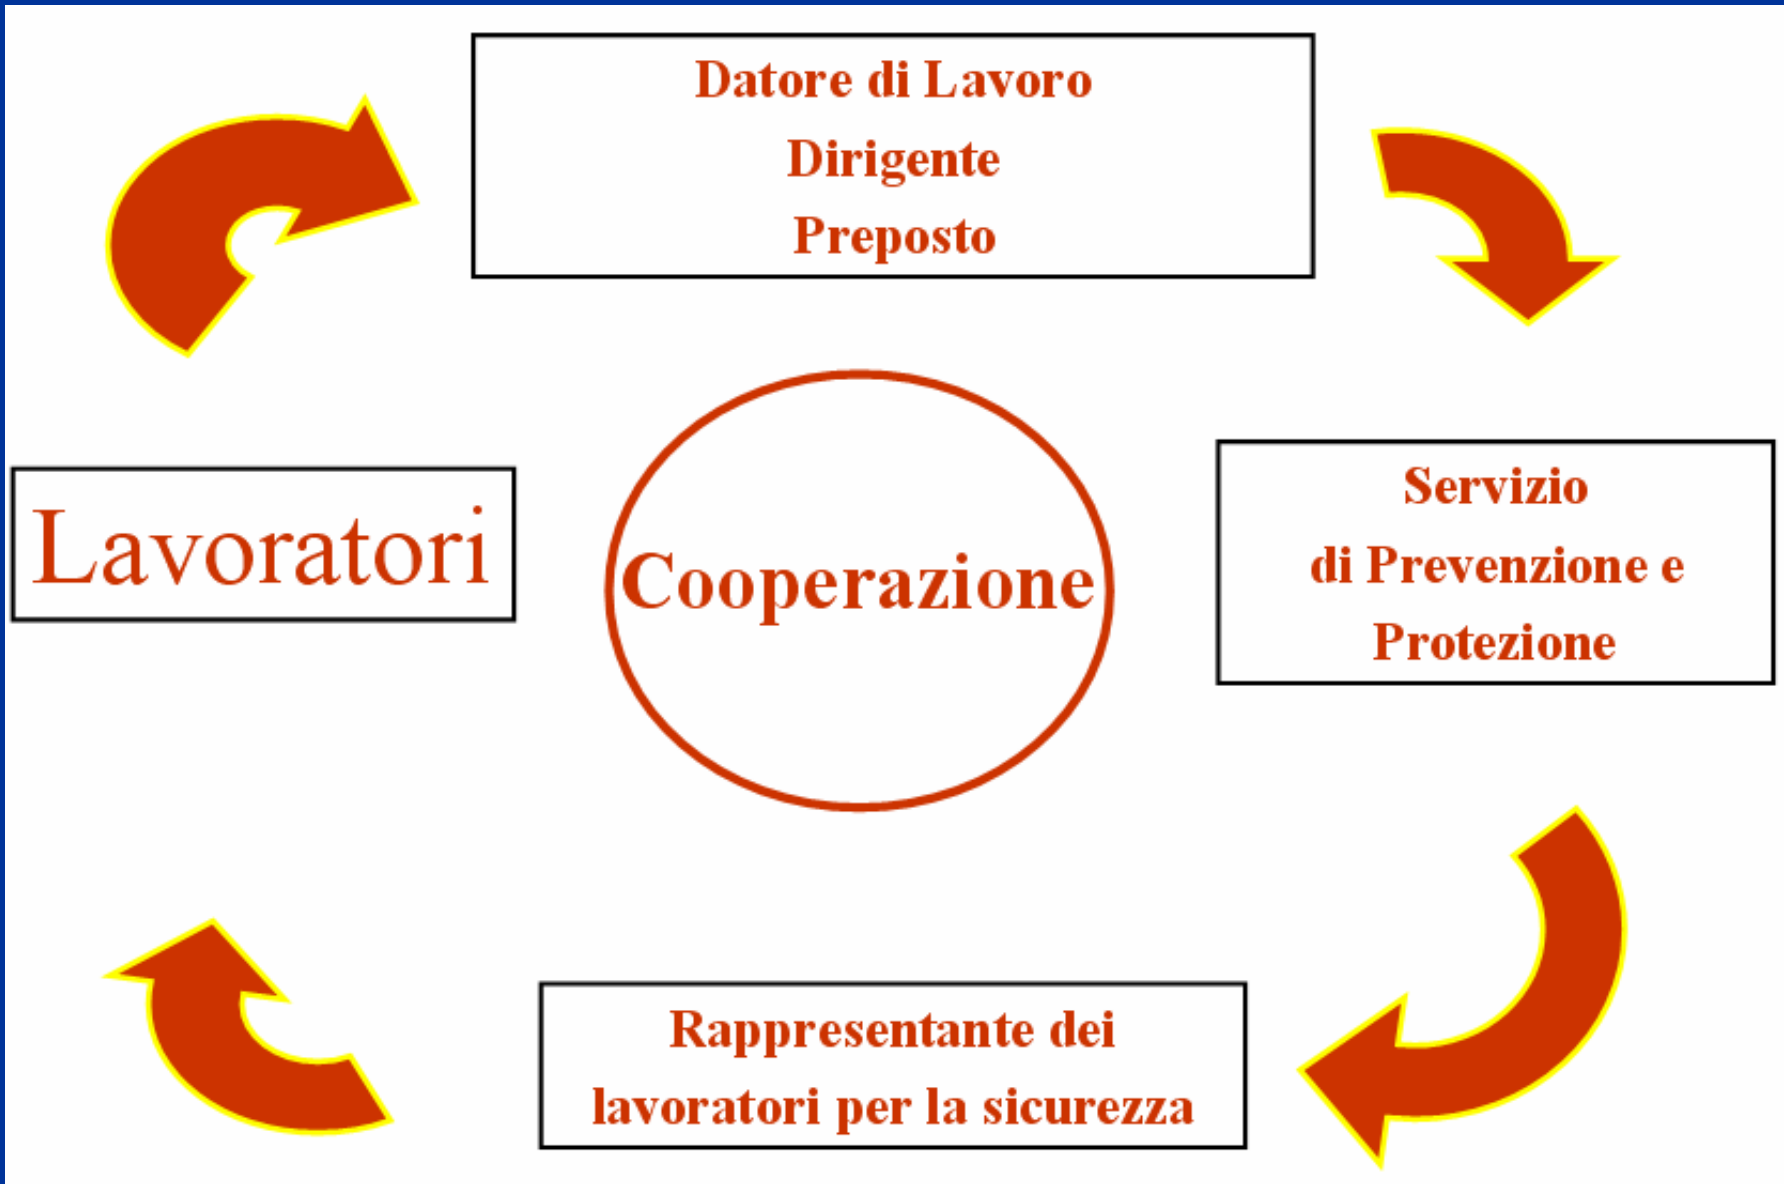 Datore di Lavoro
Dirigente
Preposto
Lavoratori
Cooperazione
Servizio
di Prevenzione e
Protezione
Rappresentante dei
lavoratori per la sicurezza